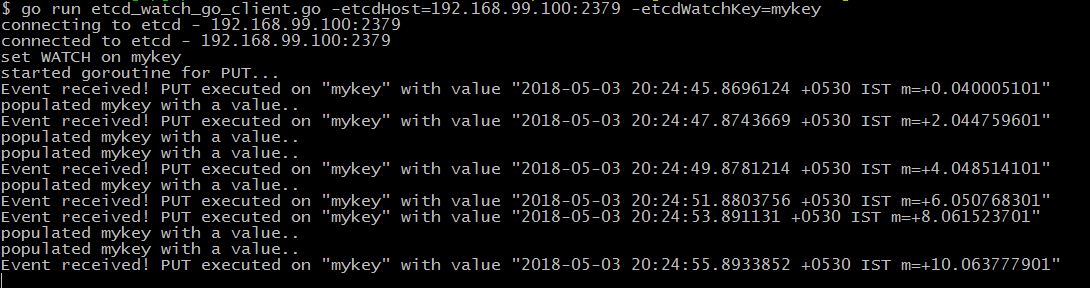 $ go run etcd_watch_go_client.go -etcdHost=192.168.99.100:2379 -etcdWatchKey=mykey
connecting to etcd - 192.168.99.100:2379
connected to etcd - 192.168.99.100:2379
set WATCH on mykey
started goroutine for PUT...
Event received! PUT executed on "mykey" with value "2018-05-03 20:24:45.8696124 +0530 IST m=+0.040005101"
populated mykey with a value..
Event received! PUT executed on "mykey" with value "2018-05-03 20:24:47.8743669 +0530 IST m=+2.044759601"
populated mykey with a value..
populated mykey with a value..
Event received! PUT executed on "mykey" with value "2018-05-03 20:24:49.8781214 +0530 IST m=+4.048514101"
populated mykey with a value..
Event received! PUT executed on "mykey" with value "2018-05-03 20:24:51.8803756 +0530 IST m=+6.050768301"
Event received! PUT executed on "mykey" with value "2018-05-03 20:24:53.891131 +0530 IST m=+8.061523701"
populated mykey with a value..
populated mykey with a value..
Event received! PUT executed on "mykey" with value "2018-05-03 20:24:55.8933852 +0530 IST m=+10.063777901"